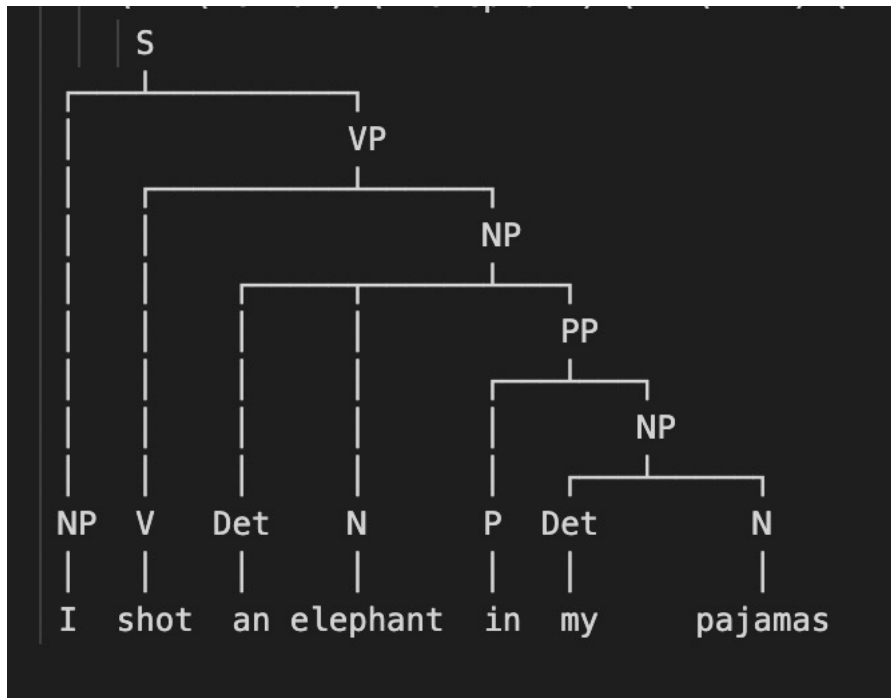 S
VP
NP
PP
NP
NP V Det N P Det N
I shot an elephant in my pajamas